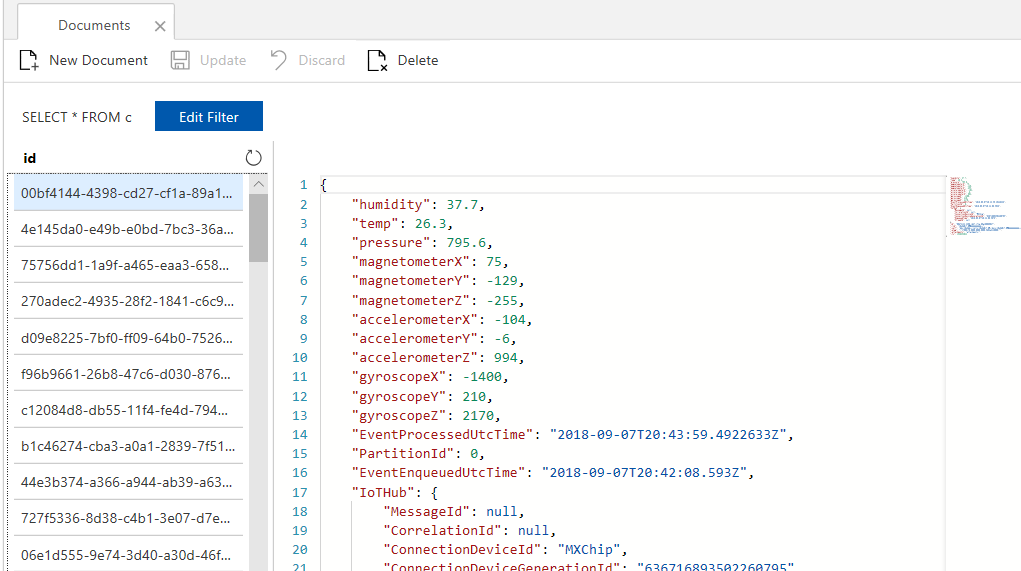 Documents
New Document Update Discard Delete
SELECT * FROM c Edit Filter
id
00bf4144-4398-cd27-cf1a-89a1...
4e145da0-e49b-e0bd-7bc3-36a...
75756dd1-1a9f-a465-eaa3-658...
270adec2-4935-28f2-1841-c6c9...
d09e8225-7bf0-ff09-64b0-7526...
f96b9661-26b8-47c6-d030-876...
c12084d8-db55-11f4-fe4d-794...
b1c46274-cba3-a0a1-2839-7f51...
44e3b374-a366-a944-ab39-a63...
727f5336-8d38-c4b1-3e07-d7e...
06e1d555-9e74-3d40-a30d-46f...
1 {
2 "humidity": 37.7,
3 "temp": 26.3,
4 "pressure": 795.6,
5 "magnetometerX": 75,
6 "magnetometerY": -129,
7 "magnetometerZ": -255,
8 "accelerometerX": -104,
9 "accelerometerY": -6,
10 "accelerometerZ": 994,
11 "gyroscopeX": -1400,
12 "gyroscopeY": 210,
13 "gyroscopeZ": 2170,
14 "EventProcessedUtcTime": "2018-09-07T20:43:59.4922633Z",
15 "PartitionId": 0,
16 "EventEnqueuedUtcTime": "2018-09-07T20:42:08.593Z",
17 "IoTHub": {
18 "MessageId": null,
19 "CorrelationId": null,
20 "ConnectionDeviceId": "MXChip",
21 "ConnectionDeviceGenerationId": "636716893502260795"